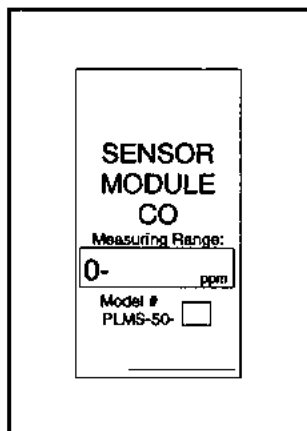 SENSOR
MODULE
CO
Measuring Range:
0- ppm
Model #
PLMS-50-